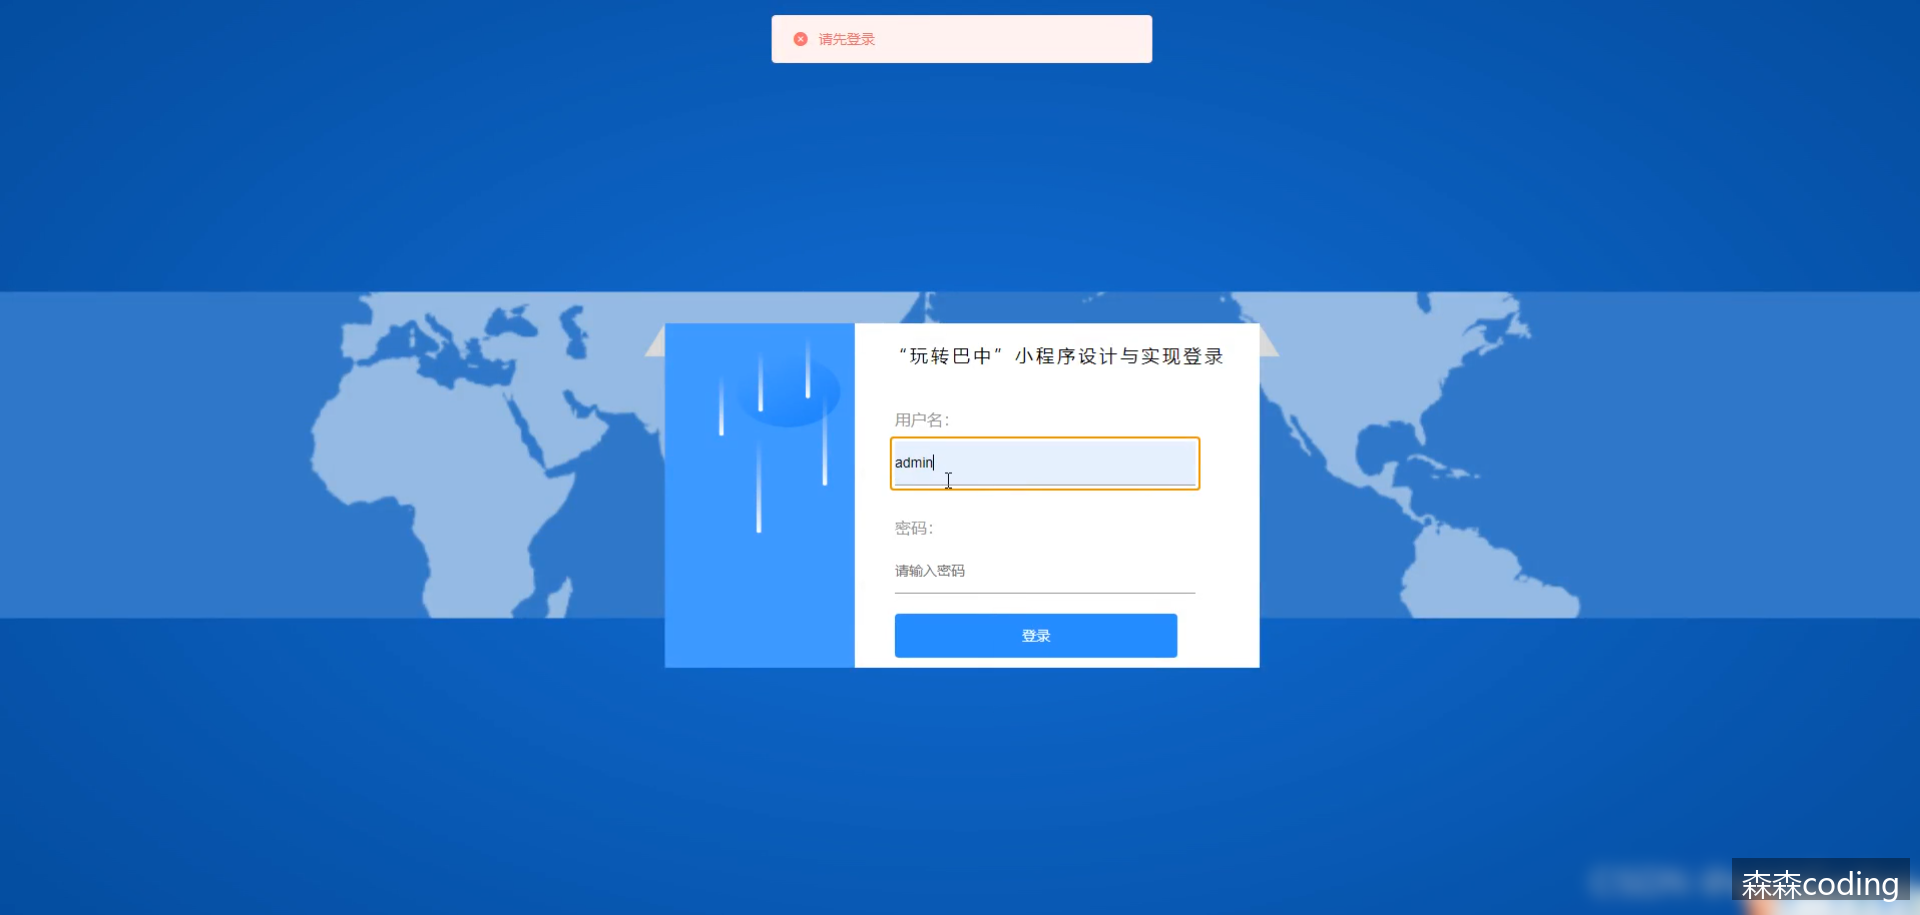 请先登录
“玩转巴中”小程序设计与实现登录
用户名：
admin
密码：
请输入密码
登录
森森coding